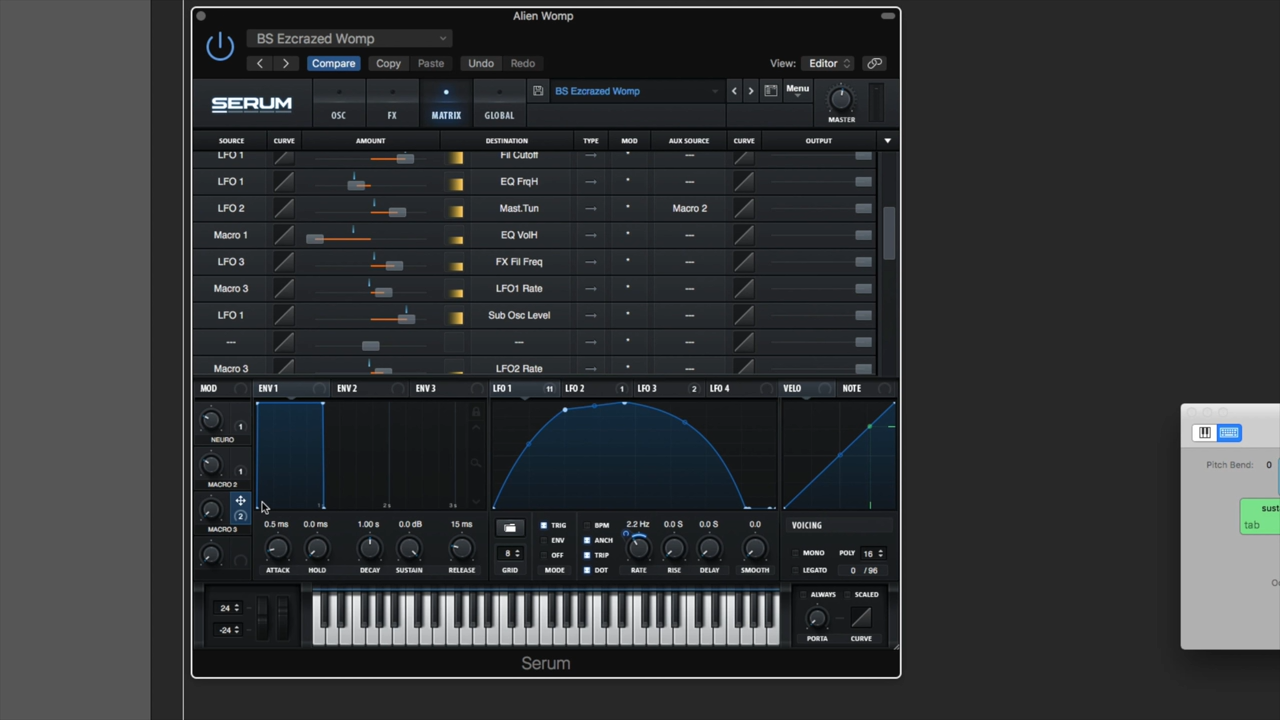 Alien Womp
BS Ezcrazed Womp
Compare Copy Paste Undo Redo View: Editor
SERUM OSC FX MATRIX GLOBAL BS Ezcrazed Womp Menu MASTER
SOURCE CURVE AMOUNT DESTINATION TYPE MOD AUX SOURCE CURVE OUTPUT
LFO 1 Fil Cutoff ---
LFO 1 EQ FrqH ---
LFO 2 Mast.Tun Macro 2
Macro 1 EQ VolH ---
LFO 3 FX Fil Freq ---
Macro 3 LFO1 Rate ---
LFO 1 Sub Osc Level ---
--- --- ---
Macro 3 LFO2 Rate ---
MOD ENV 1 ENV 2 ENV 3 LFO 1 11 LFO 2 1 LFO 3 2 LFO 4 VELO NOTE
NEURO 1
MACRO 2 1
MACRO 3 2
1 2 s 3 s
0.5 ms 0.0 ms 1.00 s 0.0 dB 15 ms
ATTACK HOLD DECAY SUSTAIN RELEASE
TRIG BPM 2.2 Hz 0.0 S 0.0 S 0.0 VOICING
ENV ANCH
8 OFF TRIP MONO POLY 16
GRID MODE DOT RATE RISE DELAY SMOOTH LEGATO 0 / 96
24 ALWAYS SCALED
-24 PORTA CURVE
Serum
Pitch Bend: 0
sust
tab